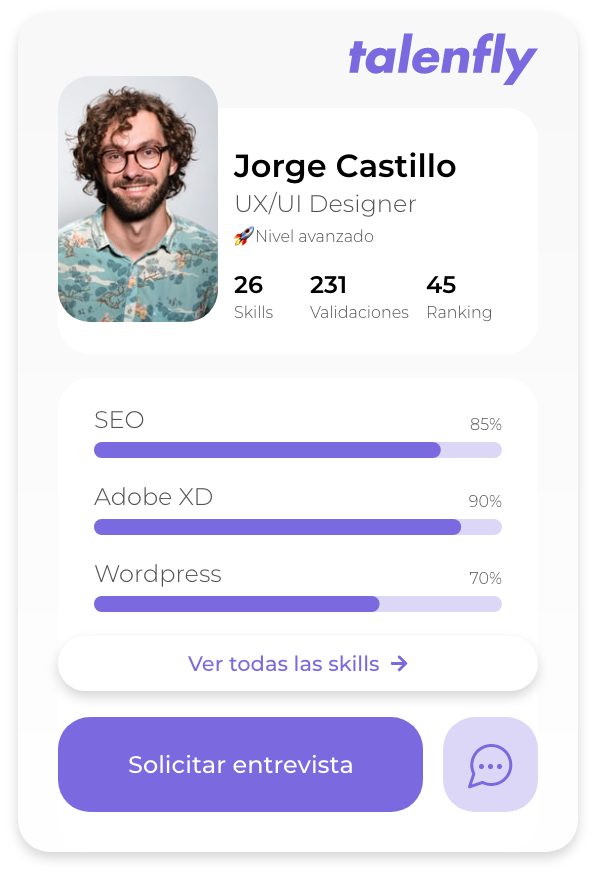 talenfly
Jorge Castillo
UX/UI Designer
🚀Nivel avanzado
26 231 45
Skills Validaciones Ranking
SEO 85%
Adobe XD 90%
Wordpress 70%
Ver todas las skills →
Solicitar entrevista